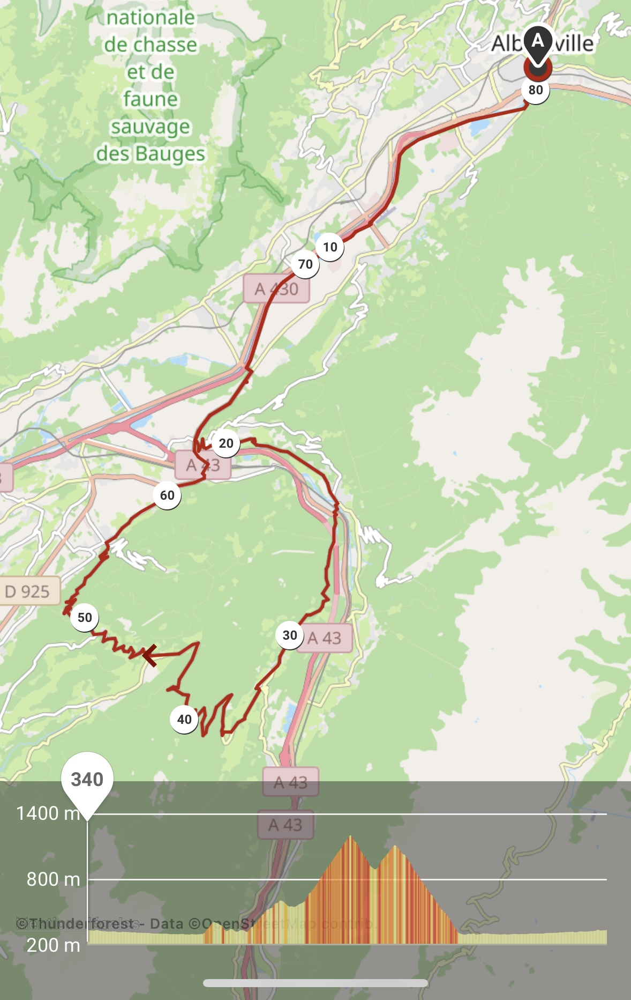 nationale
de chasse
et de
faune
sauvage
des Bauges
A
80
10
70
A 430
20
A 43
60
D 925
50
30
A 43
40
340
A 43
1400 m
A 43
800 m
©Thunderforest - Data ©OpenStreetMap contrib.
200 m